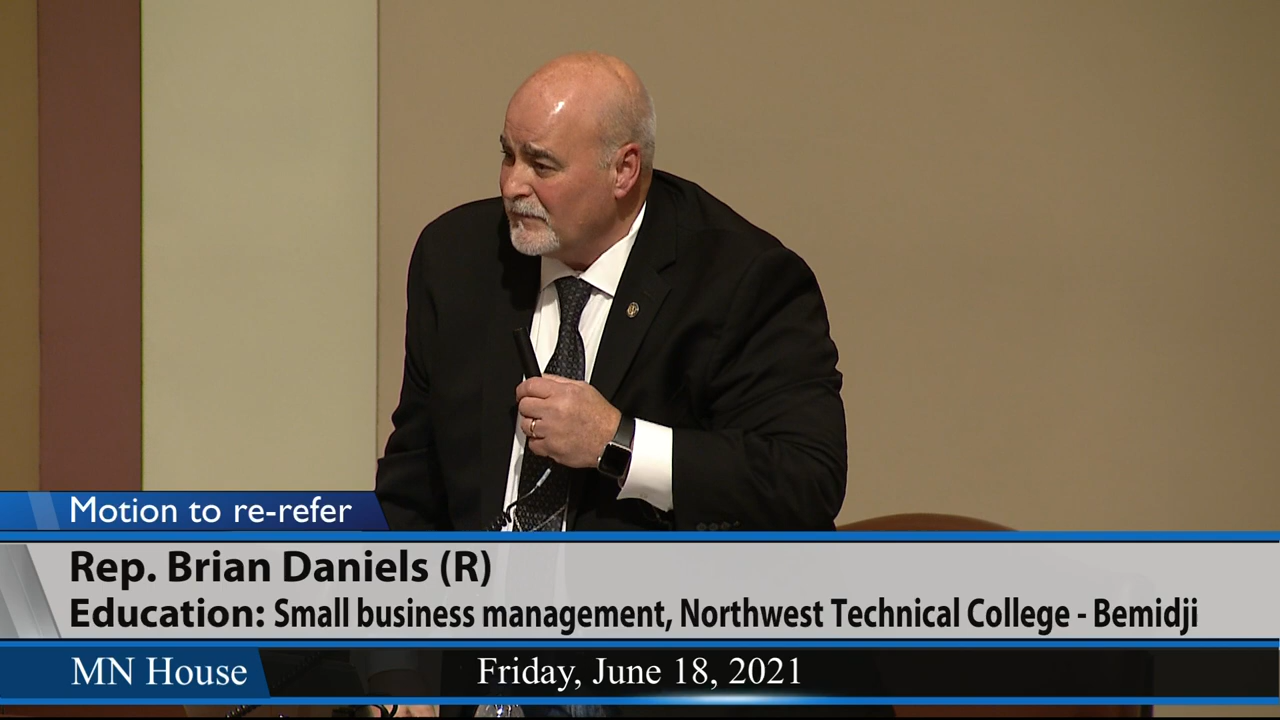 Motion to re-refer
Rep. Brian Daniels (R)
Education: Small business management, Northwest Technical College - Bemidji
MN House
Friday, June 18, 2021